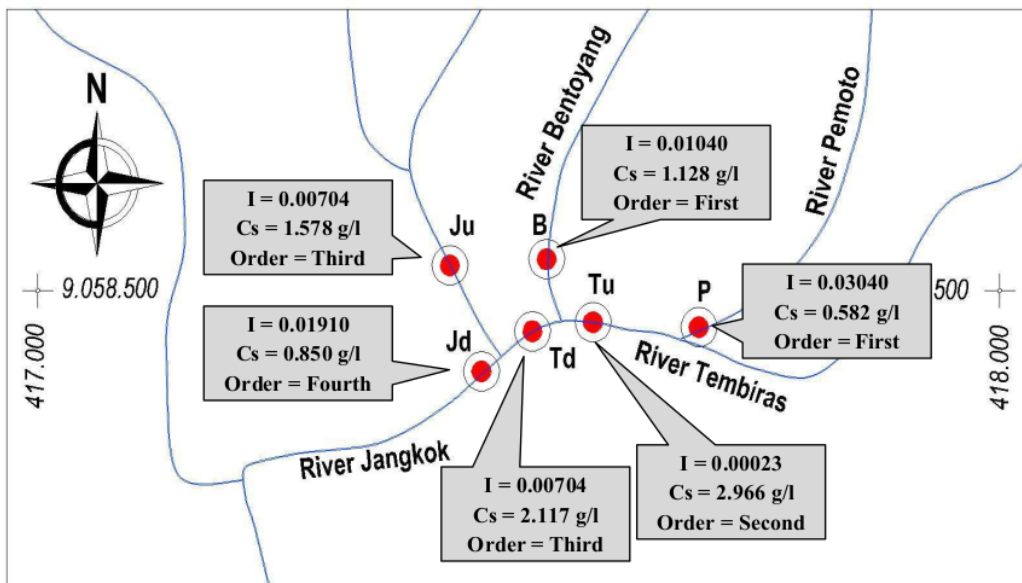 N
River Bentoyang
River Pemoto
I = 0.01040
Cs = 1.128 g/l
Order = First
I = 0.00704
Cs = 1.578 g/l
Order = Third
Ju
B
Tu
P
I = 0.03040
Cs = 0.582 g/l
Order = First
9.058.500
500
417.000
418.000
I = 0.01910
Cs = 0.850 g/l
Order = Fourth
Jd
Td
River Tembiras
River Jangkok
I = 0.00704
Cs = 2.117 g/l
Order = Third
I = 0.00023
Cs = 2.966 g/l
Order = Second